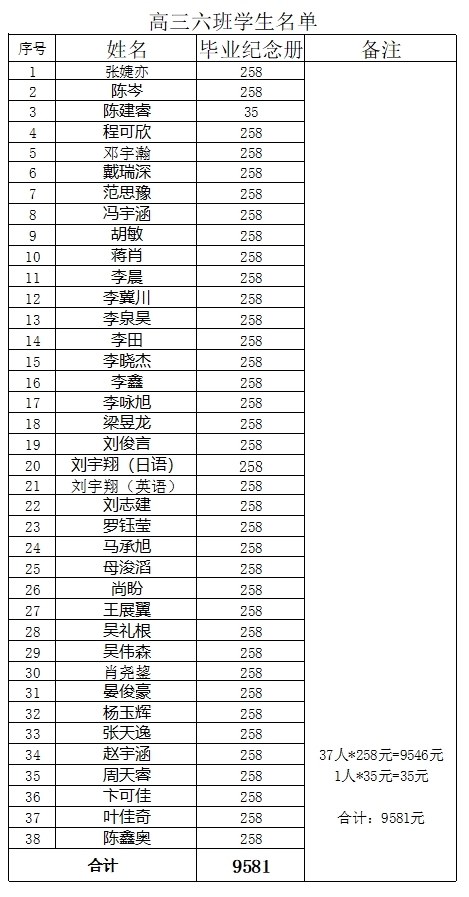 高三六班学生名单
序号 姓名 毕业纪念册 备注
1 张婕亦 258
2 陈岑 258
3 陈建睿 35
4 程可欣 258
5 邓宇瀚 258
6 戴瑞深 258
7 范思豫 258
8 冯宇涵 258
9 胡敏 258
10 蒋肖 258
11 李晨 258
12 李冀川 258
13 李泉昊 258
14 李田 258
15 李晓杰 258
16 李鑫 258
17 李咏旭 258
18 梁昱龙 258
19 刘俊言 258
20 刘宇翔（日语） 258
21 刘宇翔（英语） 258
22 刘志建 258
23 罗钰莹 258
24 马承旭 258
25 母浚滔 258
26 尚盼 258
27 王展翼 258
28 吴礼根 258
29 吴伟森 258
30 肖尧鋆 258
31 晏俊豪 258
32 杨玉辉 258
33 张天逸 258
34 赵宇涵 258 37人*258元=9546元
35 周天睿 258 1人*35元=35元
36 卞可佳 258
37 叶佳奇 258 合计：9581元
38 陈鑫奥 258
合计 9581